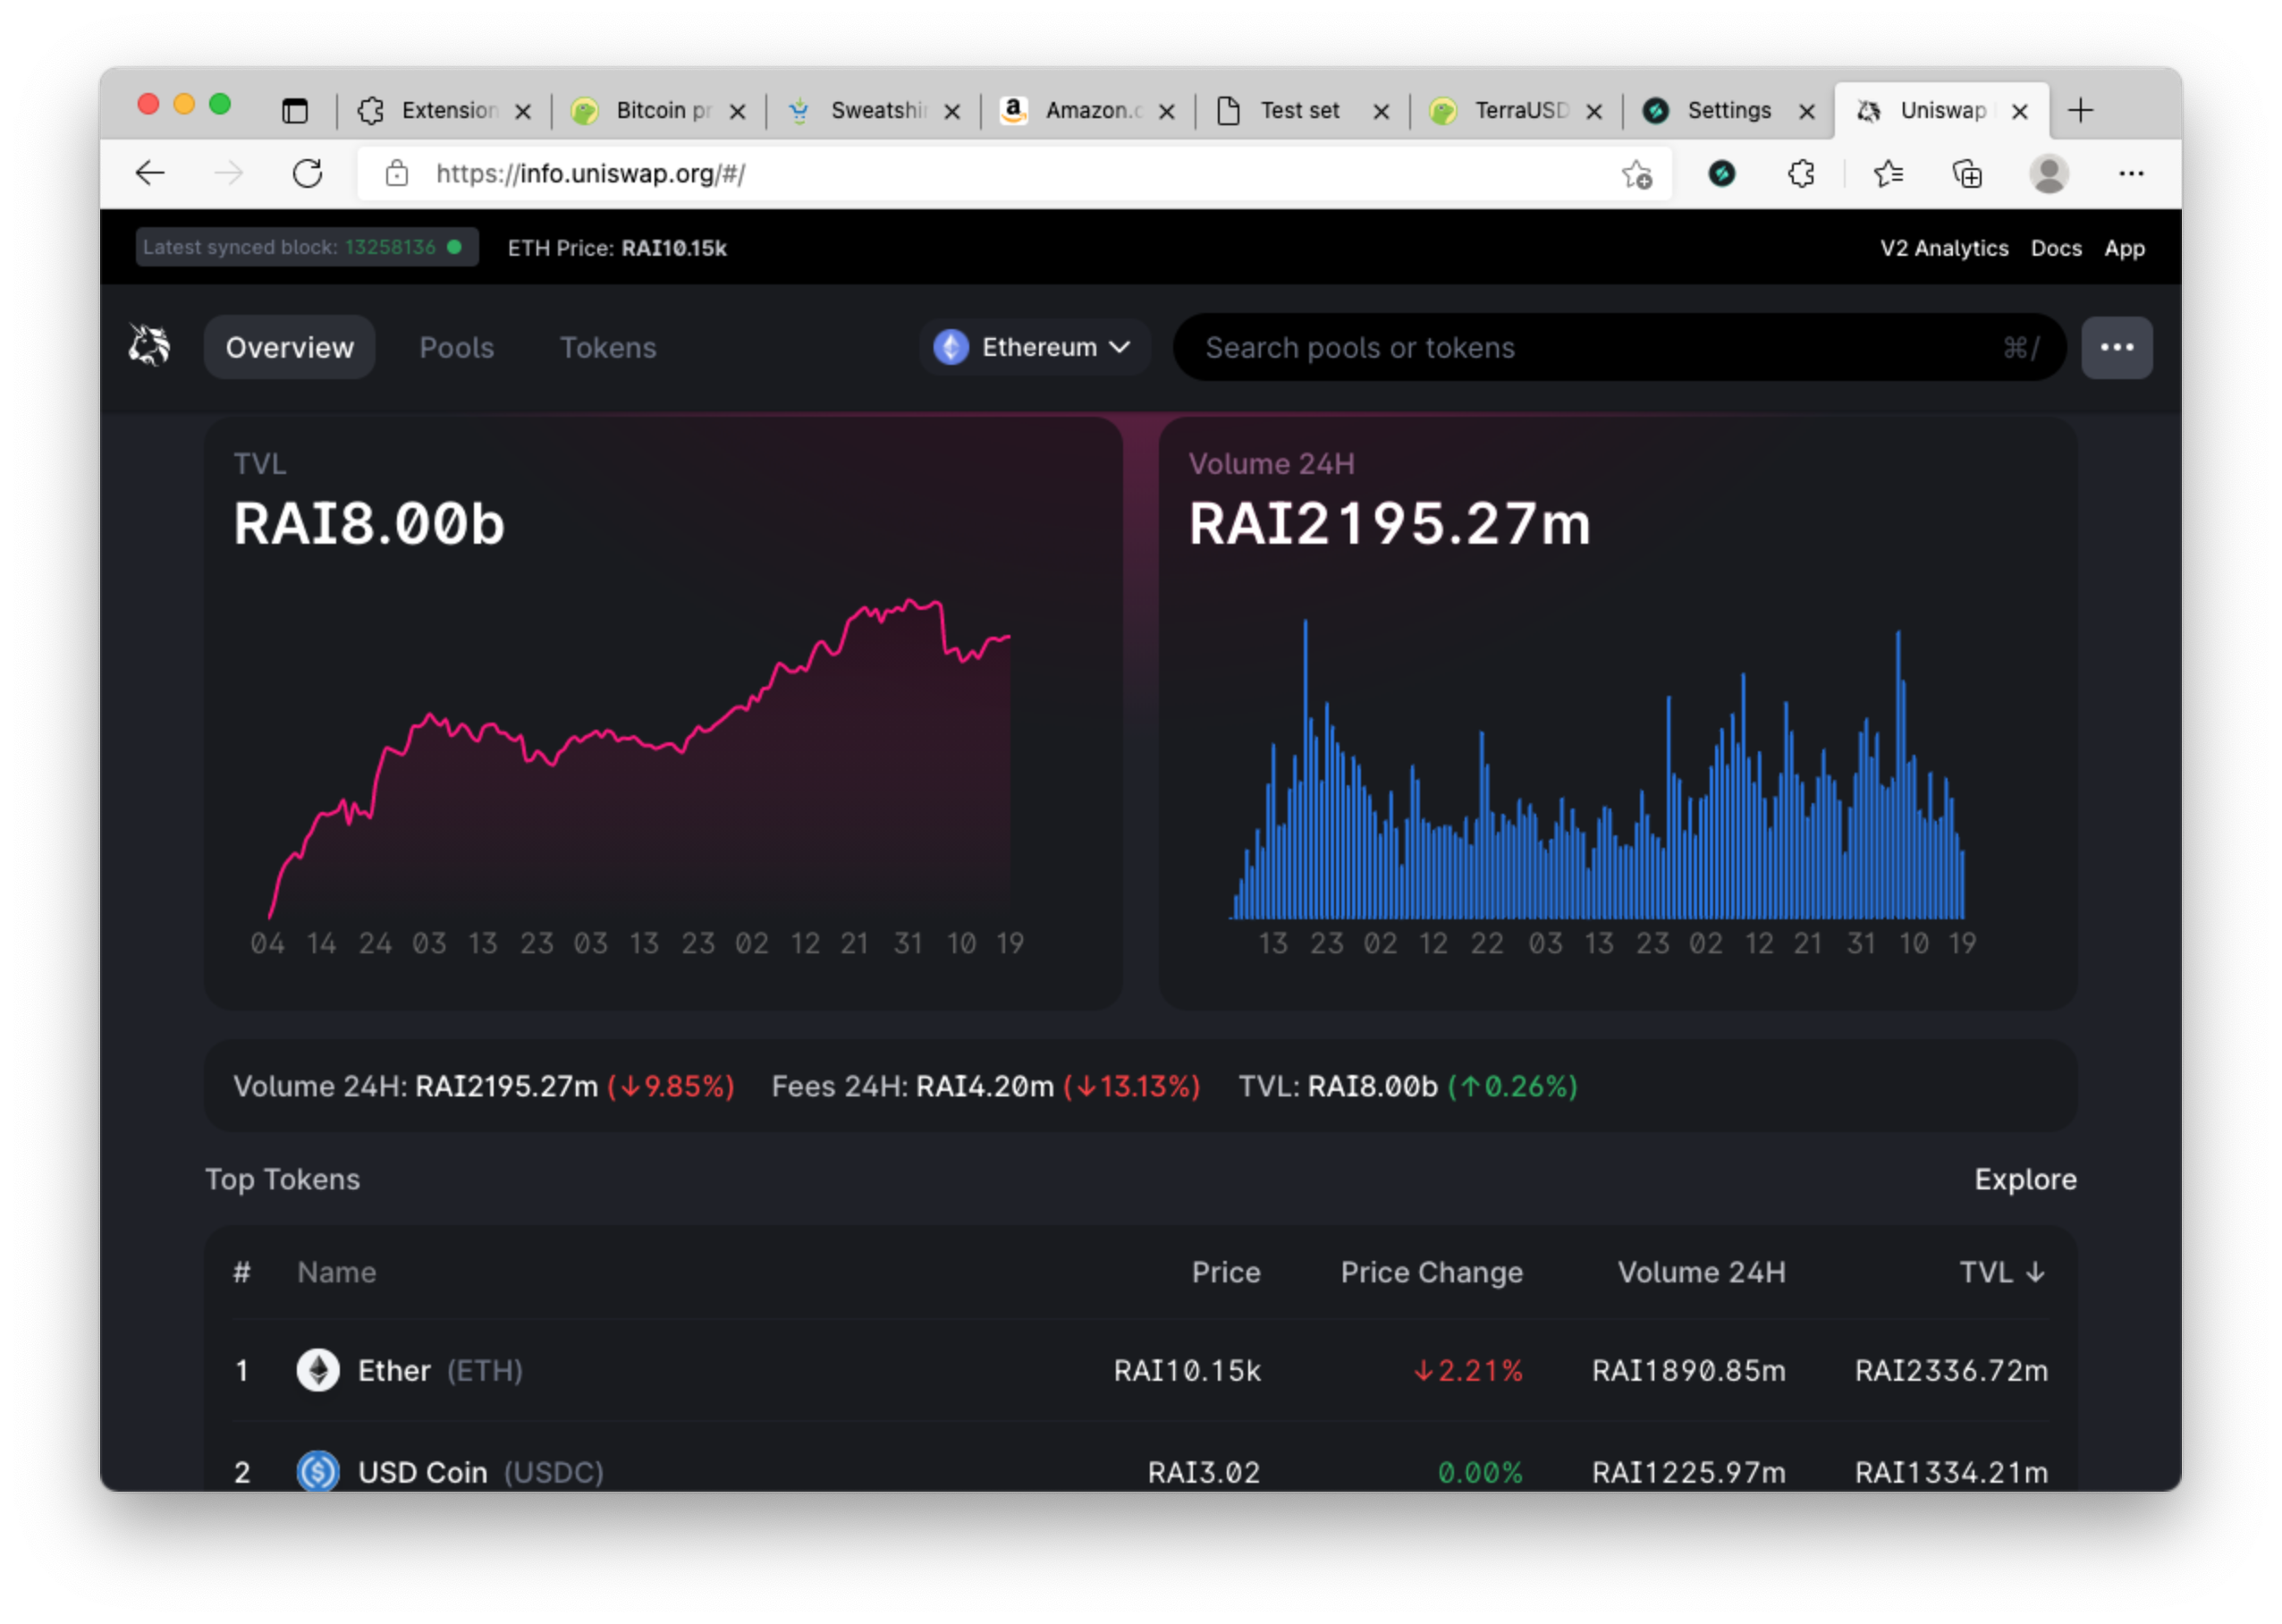 Extension Bitcoin pr Sweatshi Amazon.c Test set TerraUSD Settings Uniswap
https://info.uniswap.org/#/
Latest synced block: 13258136 ETH Price: RAI10.15k V2 Analytics Docs App
Overview Pools Tokens Ethereum Search pools or tokens ⌘/
TVL
RAI8.00b
04 14 24 03 13 23 03 13 23 02 12 21 31 10 19
Volume 24H
RAI2195.27m
13 23 02 12 22 03 13 23 02 12 21 31 10 19
Volume 24H: RAI2195.27m (↓9.85%) Fees 24H: RAI4.20m (↓13.13%) TVL: RAI8.00b (↑0.26%)
Top Tokens Explore
# Name Price Price Change Volume 24H TVL ↓
1 Ether (ETH) RAI10.15k ↓2.21% RAI1890.85m RAI2336.72m
2 USD Coin (USDC) RAI3.02 0.00% RAI1225.97m RAI1334.21m